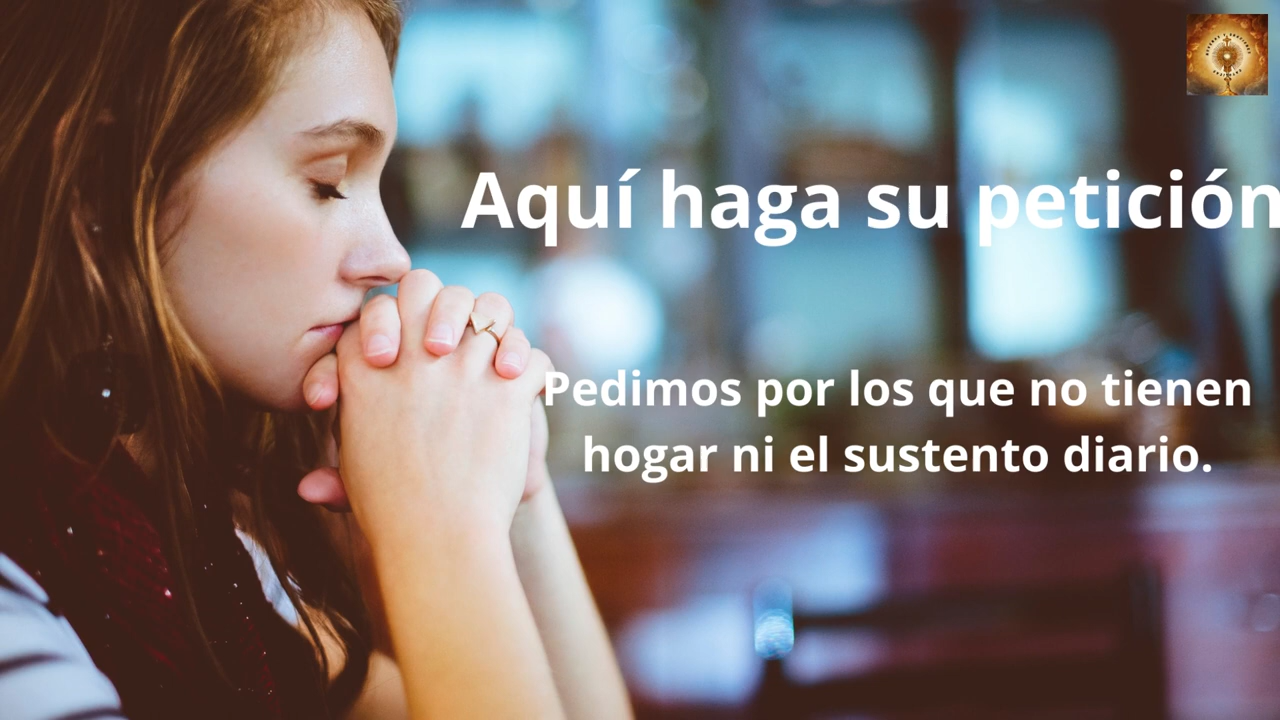 Aquí haga su petición
Pedimos por los que no tienen
hogar ni el sustento diario.